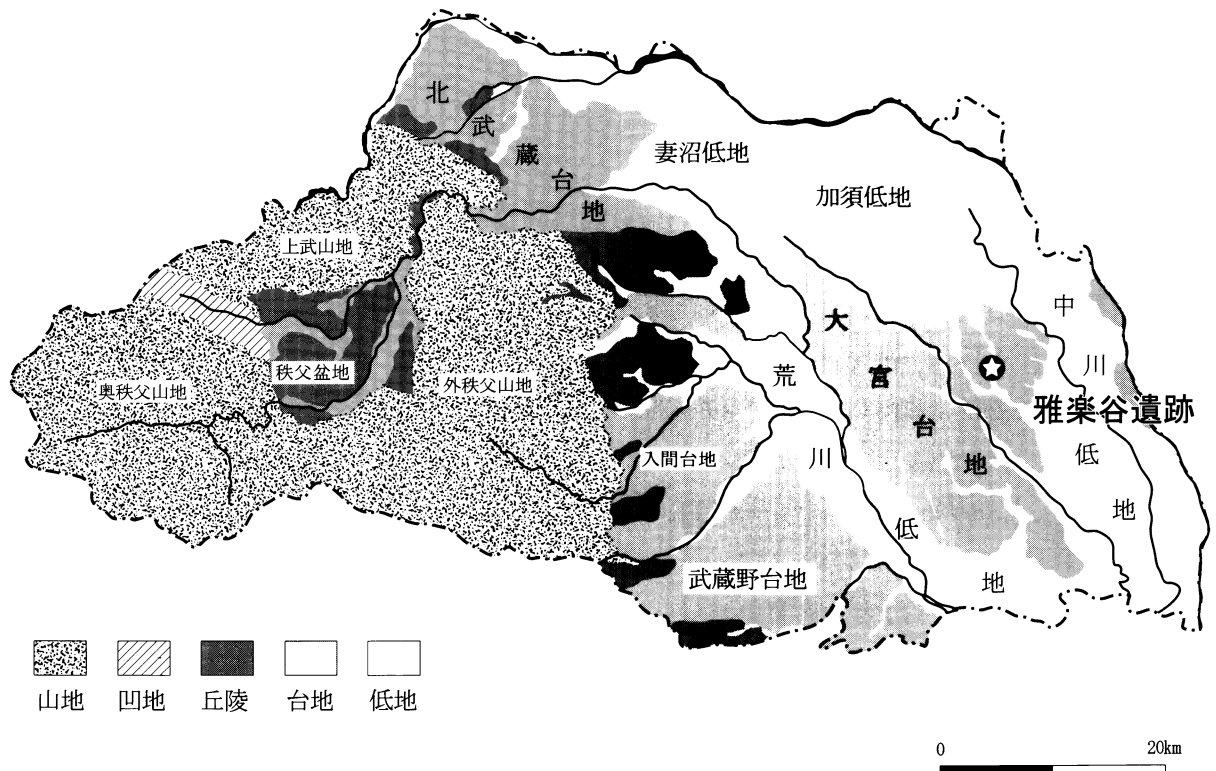 北武蔵台地
妻沼低地
加須低地
上武山地
秩父盆地
奥秩父山地
外秩父山地
大宮台地
中川低地
雅楽谷遺跡
荒川低地
入間台地
武蔵野台地
山地
凹地
丘陵
台地
低地
0
20km